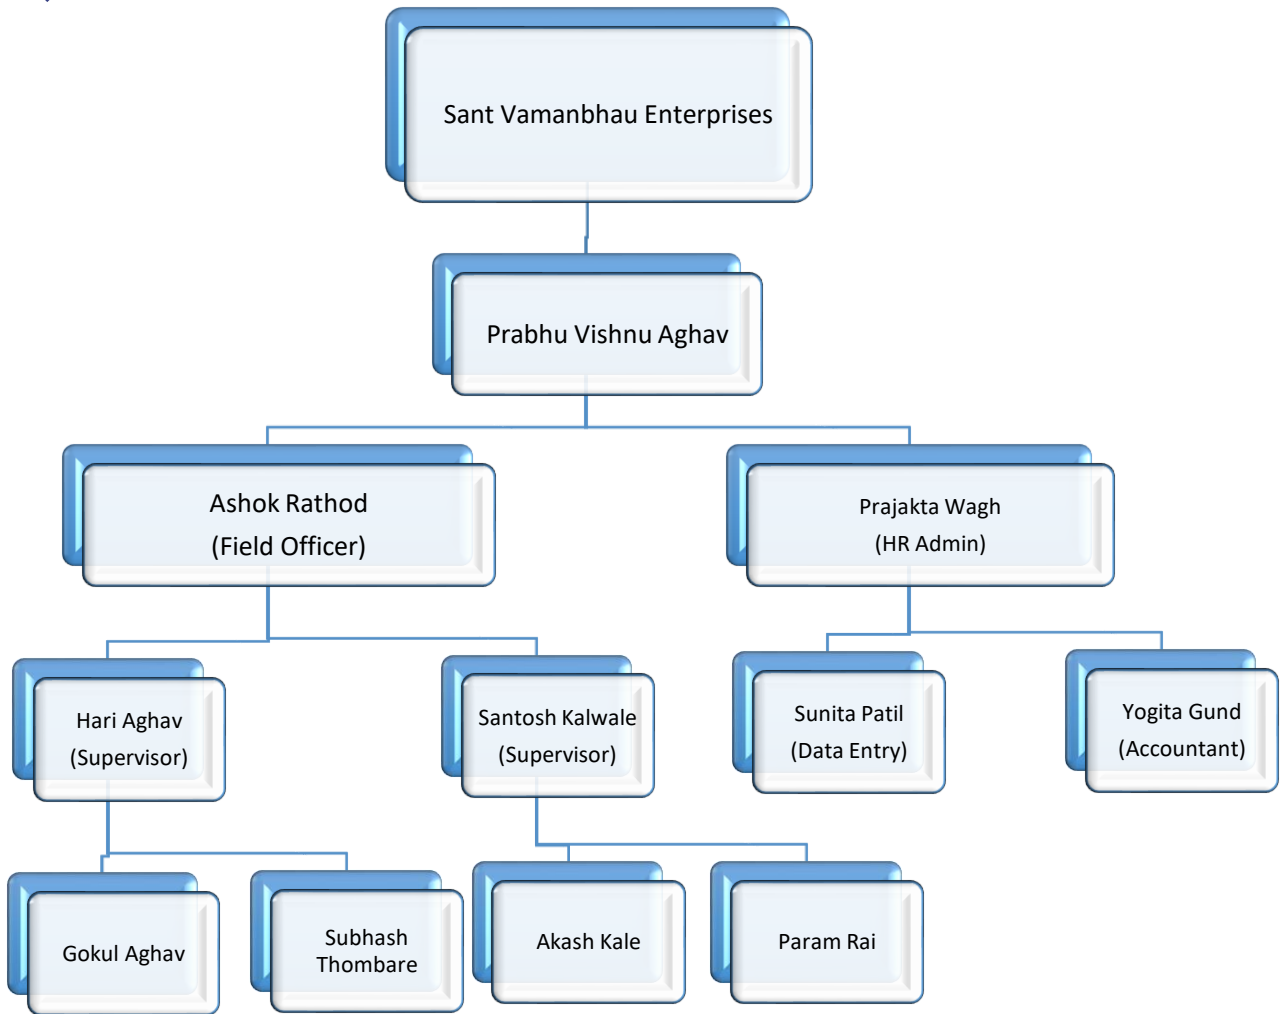 Sant Vamanbhau Enterprises
Prabhu Vishnu Aghav
Ashok Rathod
(Field Officer)
Prajakta Wagh
(HR Admin)
Hari Aghav
(Supervisor)
Santosh Kalwale
(Supervisor)
Sunita Patil
(Data Entry)
Yogita Gund
(Accountant)
Gokul Aghav
Subhash
Thombare
Akash Kale
Param Rai